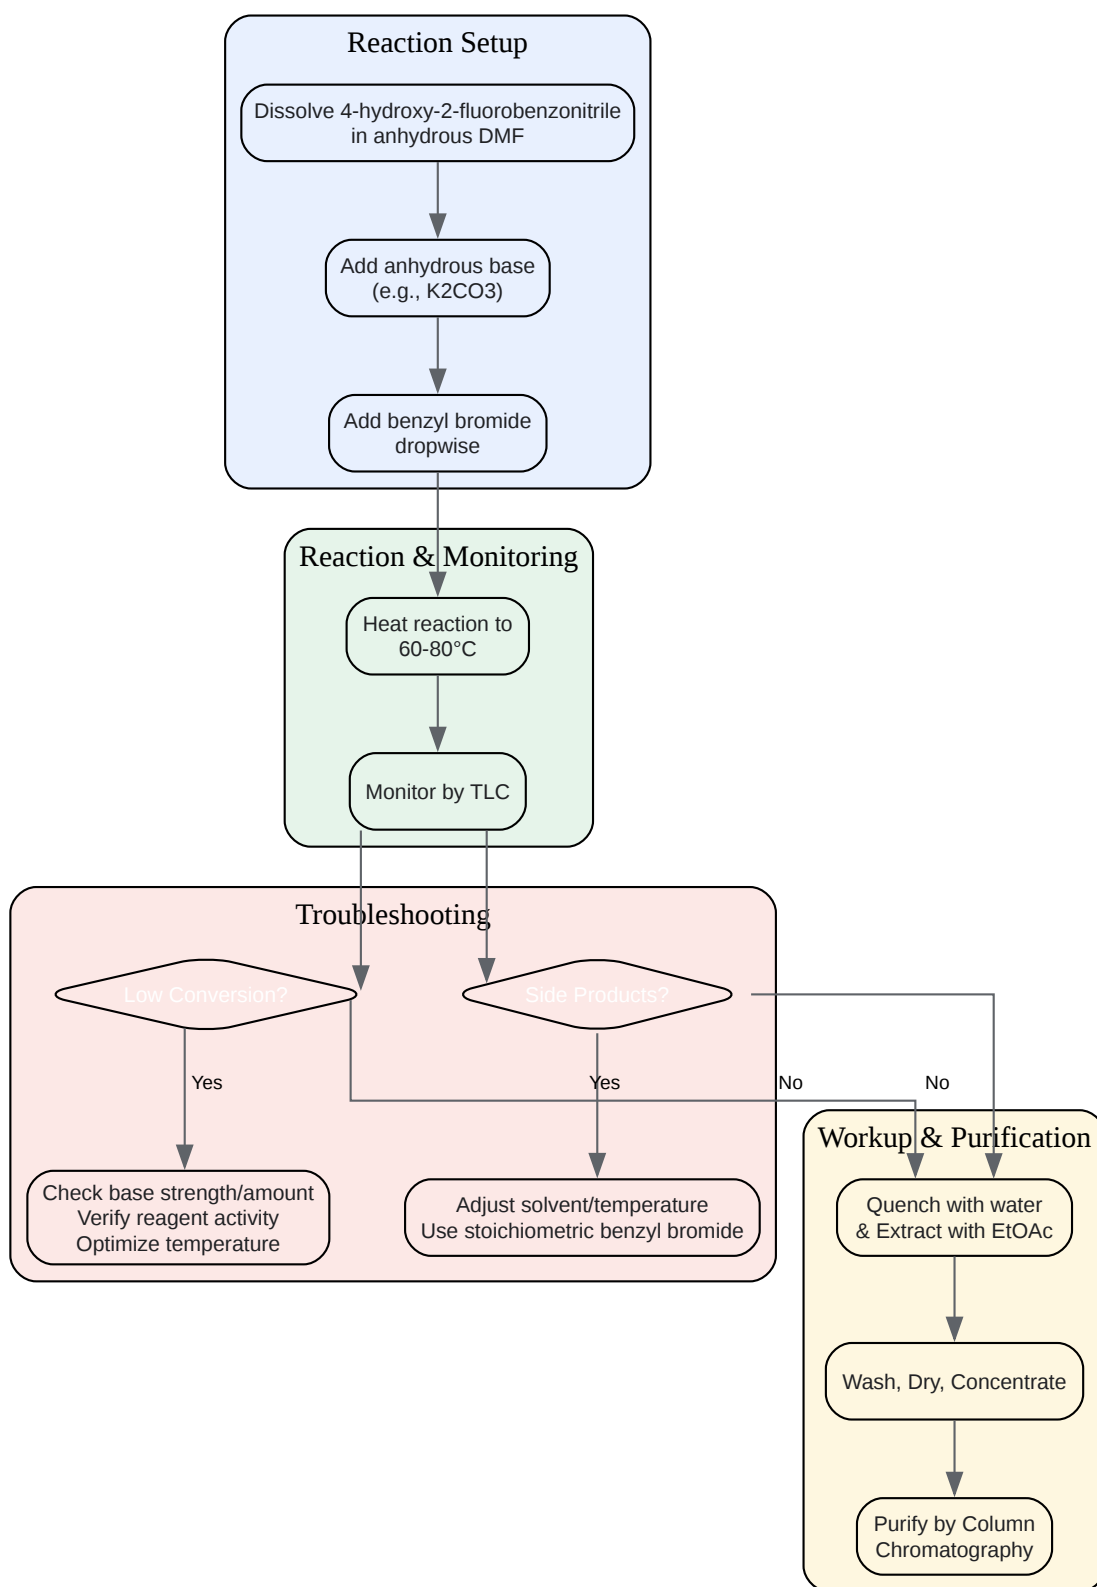 Reaction Setup
Dissolve 4-hydroxy-2-fluorobenzonitrile
in anhydrous DMF
Add anhydrous base
(e.g., K2CO3)
Add benzyl bromide
dropwise
Reaction & Monitoring
Heat reaction to
60-80°C
Monitor by TLC
Troubleshooting
Low Conversion?
Side Products?
Yes
Yes
No
No
Check base strength/amount
Verify reagent activity
Optimize temperature
Adjust solvent/temperature
Use stoichiometric benzyl bromide
Workup & Purification
Quench with water
& Extract with EtOAc
Wash, Dry, Concentrate
Purify by Column
Chromatography